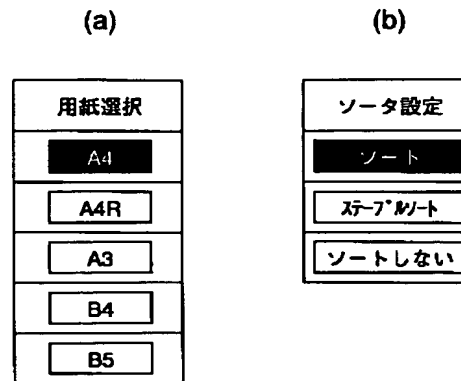 (a)
用紙選択
A4
A4R
A3
B4
B5
(b)
ソータ設定
ソート
ｽﾃｰﾌﾟﾙｿｰﾄ
ソートしない